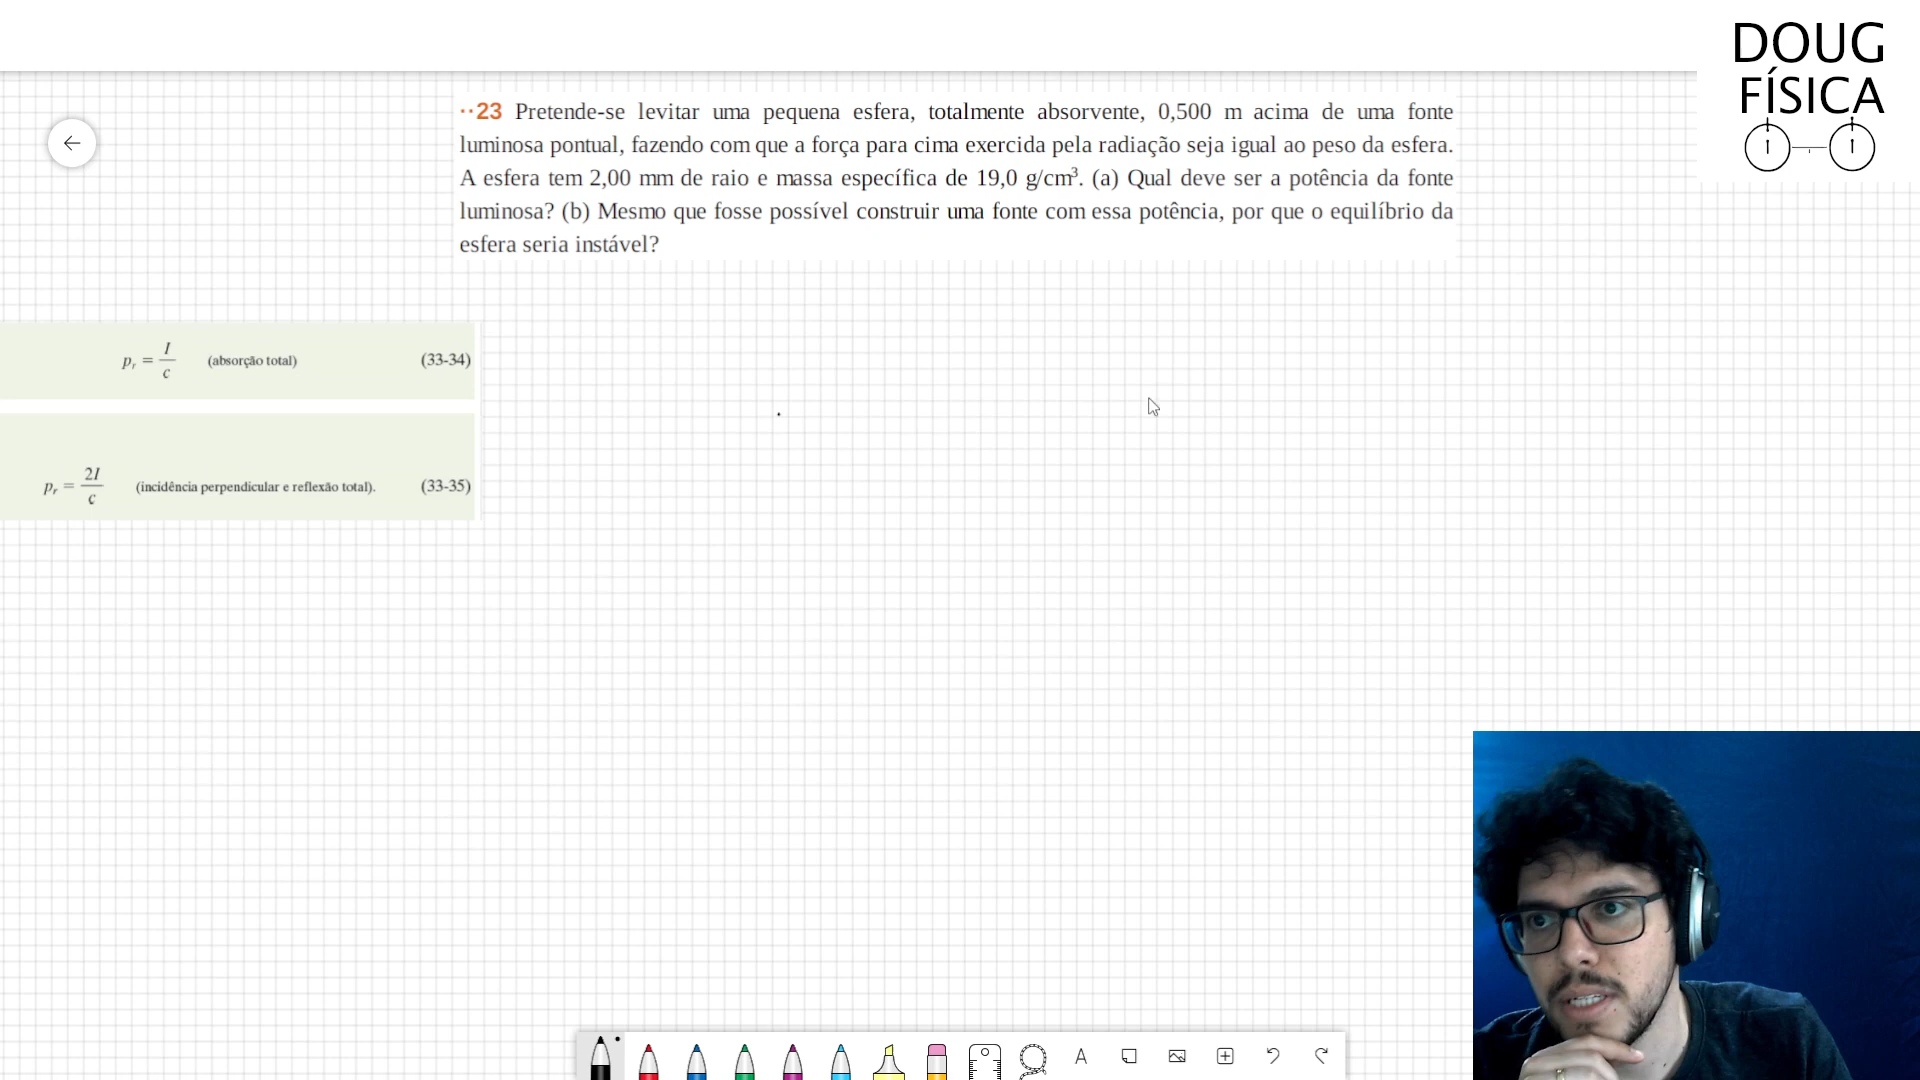 DOUG
FÍSICA
··23 Pretende-se levitar uma pequena esfera, totalmente absorvente, 0,500 m acima de uma fonte
luminosa pontual, fazendo com que a força para cima exercida pela radiação seja igual ao peso da esfera.
A esfera tem 2,00 mm de raio e massa específica de 19,0 g/cm³. (a) Qual deve ser a potência da fonte
luminosa? (b) Mesmo que fosse possível construir uma fonte com essa potência, por que o equilíbrio da
esfera seria instável?
p_r = I/c (absorção total) (33-34)
p_r = 2I/c (incidência perpendicular e reflexão total). (33-35)
A